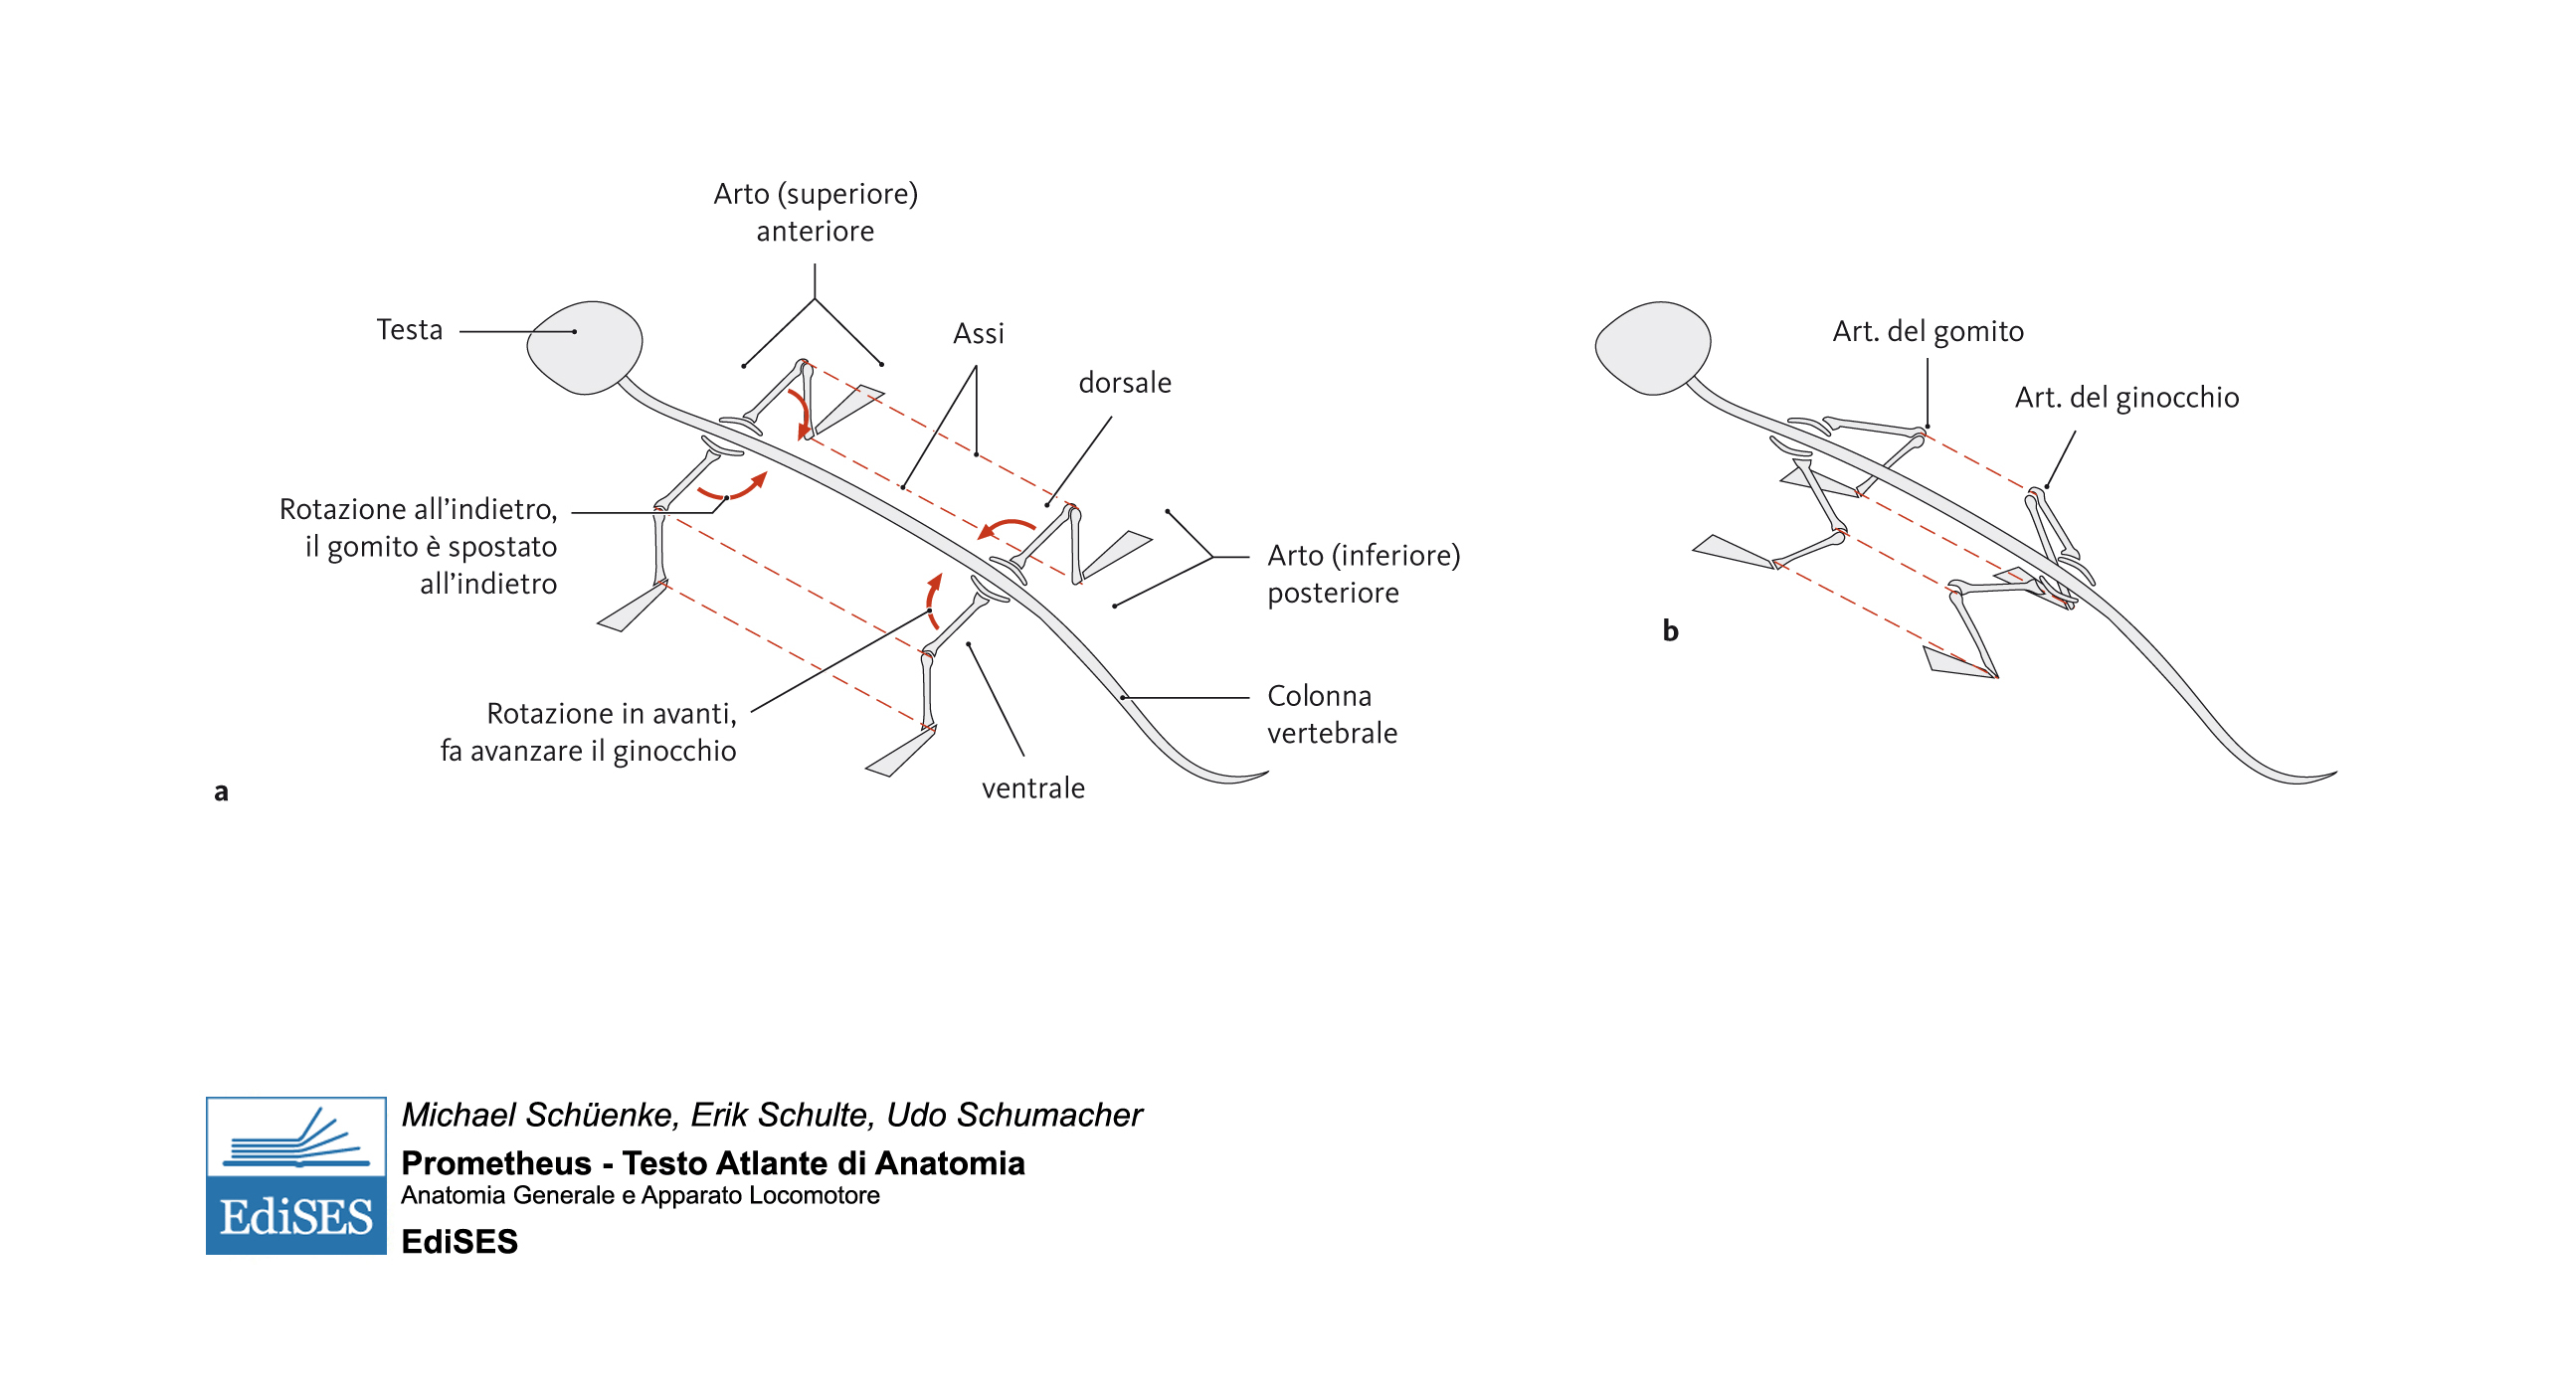 Arto (superiore)
anteriore
Testa
Assi
dorsale
Rotazione all'indietro,
il gomito è spostato
all'indietro
Arto (inferiore)
posteriore
Rotazione in avanti,
fa avanzare il ginocchio
Colonna
vertebrale
ventrale
a
Art. del gomito
Art. del ginocchio
b
EdiSES
Michael Schüenke, Erik Schulte, Udo Schumacher
Prometheus - Testo Atlante di Anatomia
Anatomia Generale e Apparato Locomotore
EdiSES